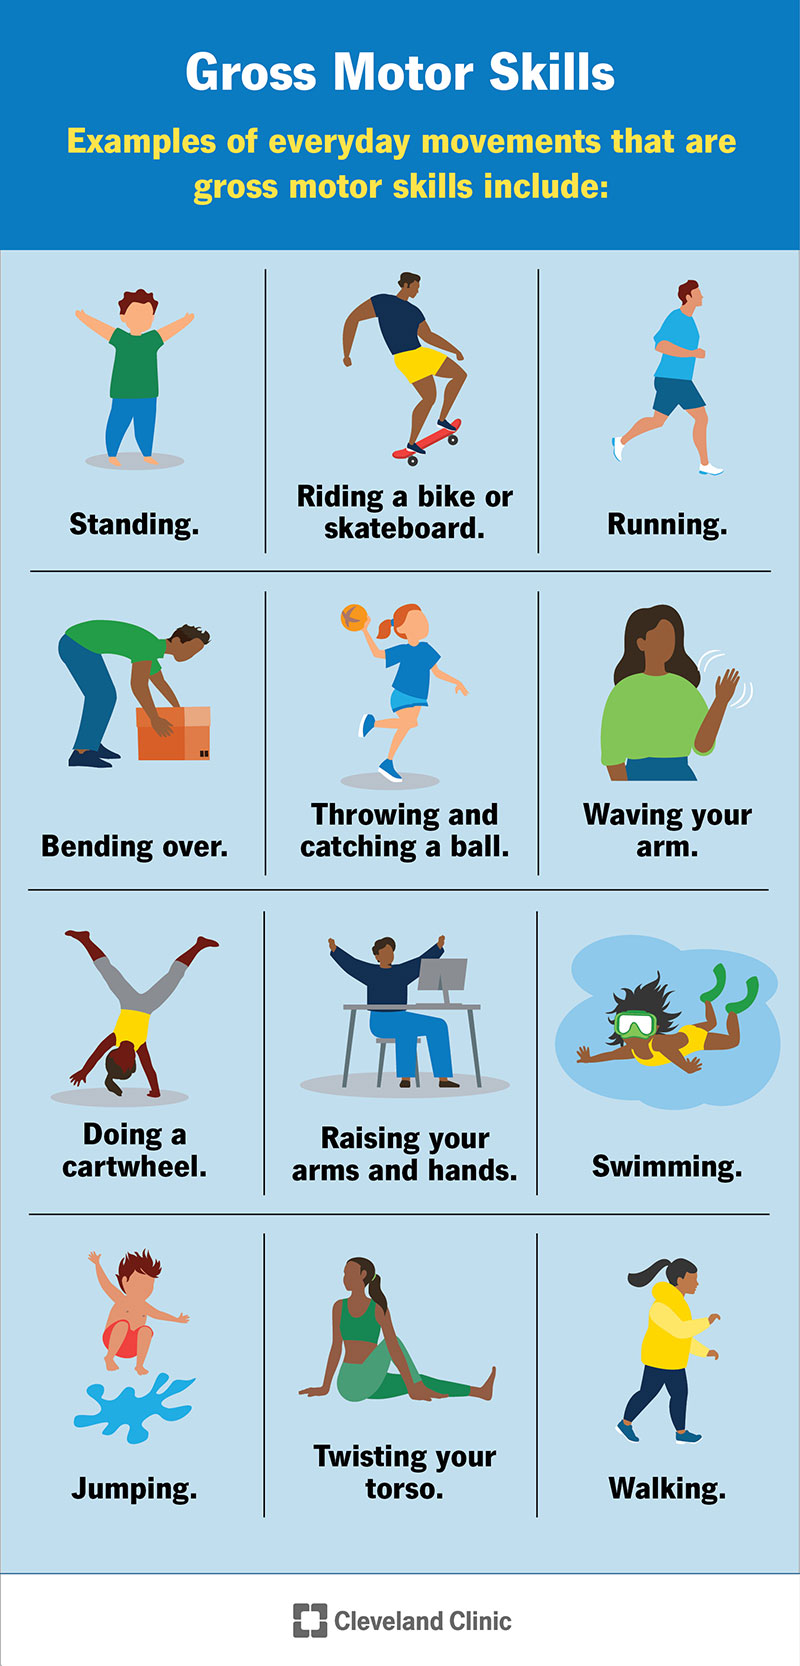 Gross Motor Skills
Examples of everyday movements that are
gross motor skills include:
Standing.
Riding a bike or
skateboard.
Running.
Bending over.
Throwing and
catching a ball.
Waving your
arm.
Doing a
cartwheel.
Raising your
arms and hands.
Swimming.
Jumping.
Twisting your
torso.
Walking.
Cleveland Clinic